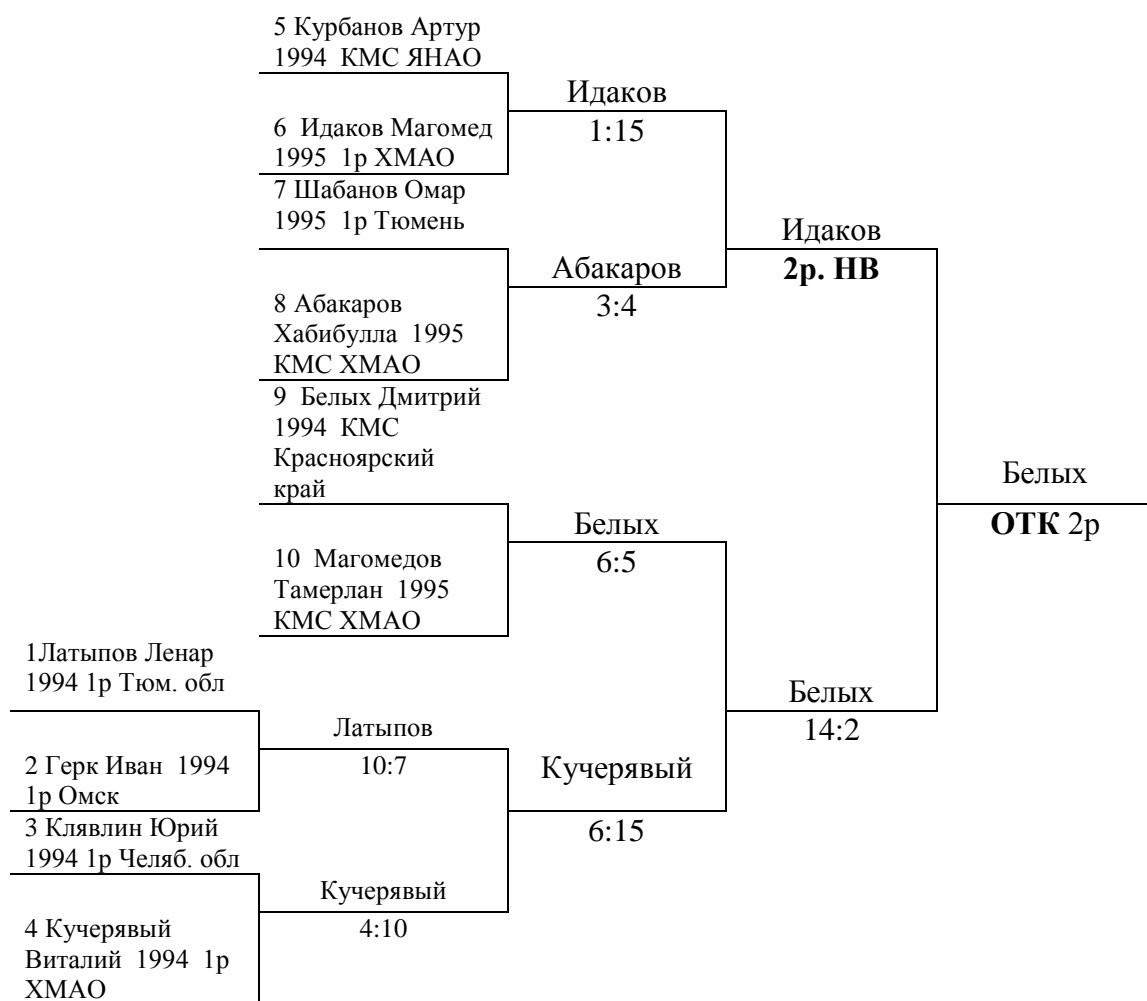 5 Курбанов Артур
1994 КМС ЯНАО
Идаков
1:15
6 Идаков Магомед
1995 1р ХМАО
7 Шабанов Омар
1995 1р Тюмень
Идаков
2р. НВ
Абакаров
3:4
8 Абакаров
Хабибулла 1995
КМС ХМАО
9 Белых Дмитрий
1994 КМС
Красноярский
край
Белых
ОТК 2р
Белых
6:5
10 Магомедов
Тамерлан 1995
КМС ХМАО
1Латыпов Ленар
1994 1р Тюм. обл
Белых
14:2
Латыпов
10:7
2 Герк Иван 1994
1р Омск
Кучерявый
6:15
3 Клявлин Юрий
1994 1р Челяб. обл
Кучерявый
4:10
4 Кучерявый
Виталий 1994 1р
ХМАО